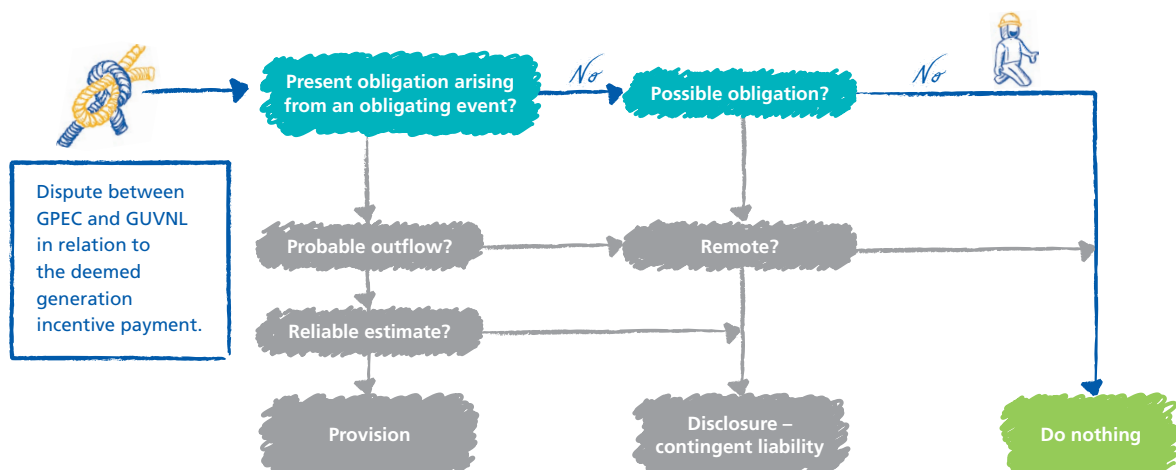 Present obligation arising
from an obligating event?
No
Possible obligation?
No
Dispute between
GPEC and GUVNL
in relation to
the deemed
generation
incentive payment.
Probable outflow?
Remote?
Reliable estimate?
Provision
Disclosure –
contingent liability
Do nothing